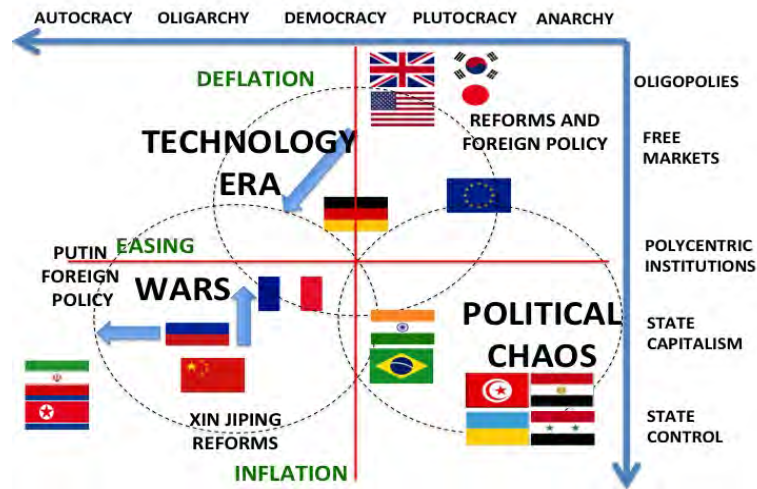 AUTOCRACY OLIGARCHY DEMOCRACY PLUTOCRACY ANARCHY
DEFLATION
OLIGOPOLIES
REFORMS AND
FOREIGN POLICY
FREE
MARKETS
TECHNOLOGY
ERA
PUTIN
FOREIGN
POLICY
EASING
POLYCENTRIC
INSTITUTIONS
WARS
POLITICAL
CHAOS
STATE
CAPITALISM
XIN JIPING
REFORMS
STATE
CONTROL
INFLATION